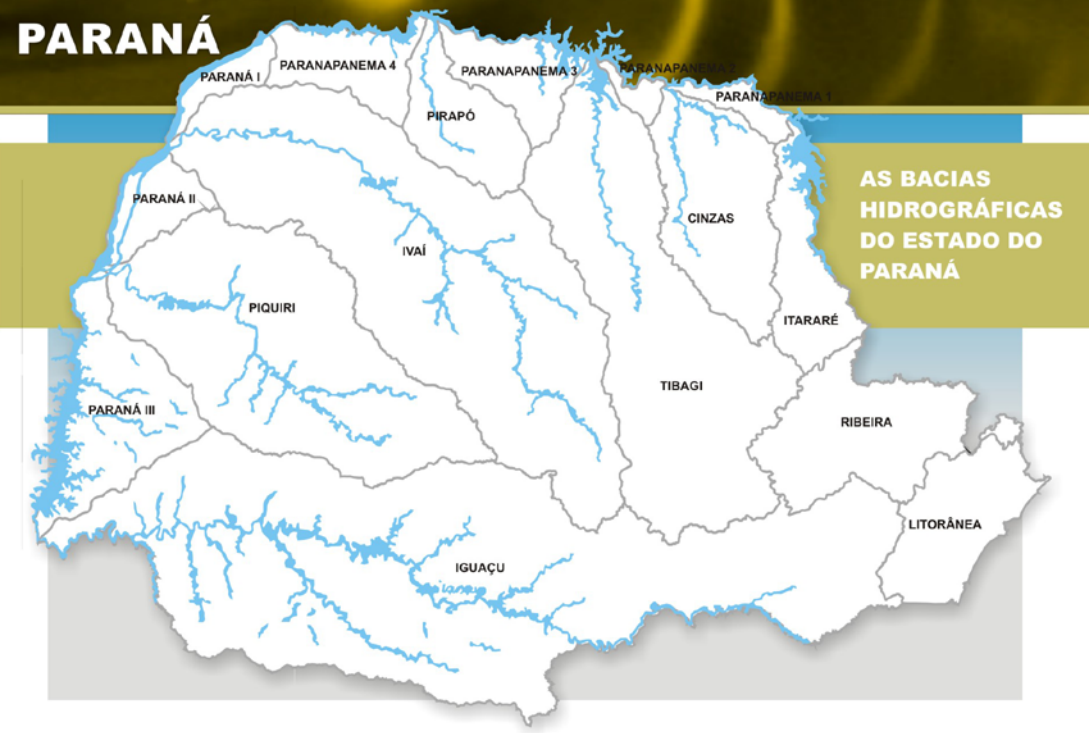 PARANÁ
PARANÁ I
PARANAPANEMA 4
PARANAPANEMA 3
PARANAPANEMA 2
PARANAPANEMA 1
PIRAPÓ
AS BACIAS
HIDROGRÁFICAS
DO ESTADO DO
PARANÁ
PARANÁ II
CINZAS
IVAÍ
PIQUIRI
ITARARÉ
TIBAGI
PARANÁ III
RIBEIRA
LITORÂNEA
IGUAÇU